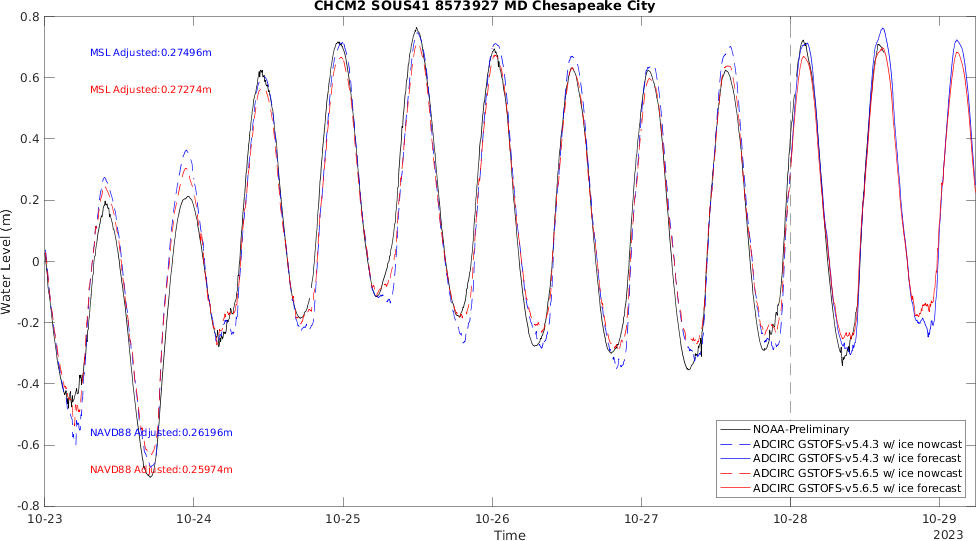 CHCM2 SOUS41 8573927 MD Chesapeake City
0.8
0.6
0.4
0.2
0
-0.2
-0.4
-0.6
-0.8
Water Level (m)
MSL Adjusted:0.27496m
MSL Adjusted:0.27274m
NAVD88 Adjusted:0.26196m
NAVD88 Adjusted:0.25974m
NOAA-Preliminary
ADCIRC GSTOFS-v5.4.3 w/ ice nowcast
ADCIRC GSTOFS-v5.4.3 w/ ice forecast
ADCIRC GSTOFS-v5.6.5 w/ ice nowcast
ADCIRC GSTOFS-v5.6.5 w/ ice forecast
10-23 10-24 10-25 10-26 10-27 10-28 10-29
Time
2023